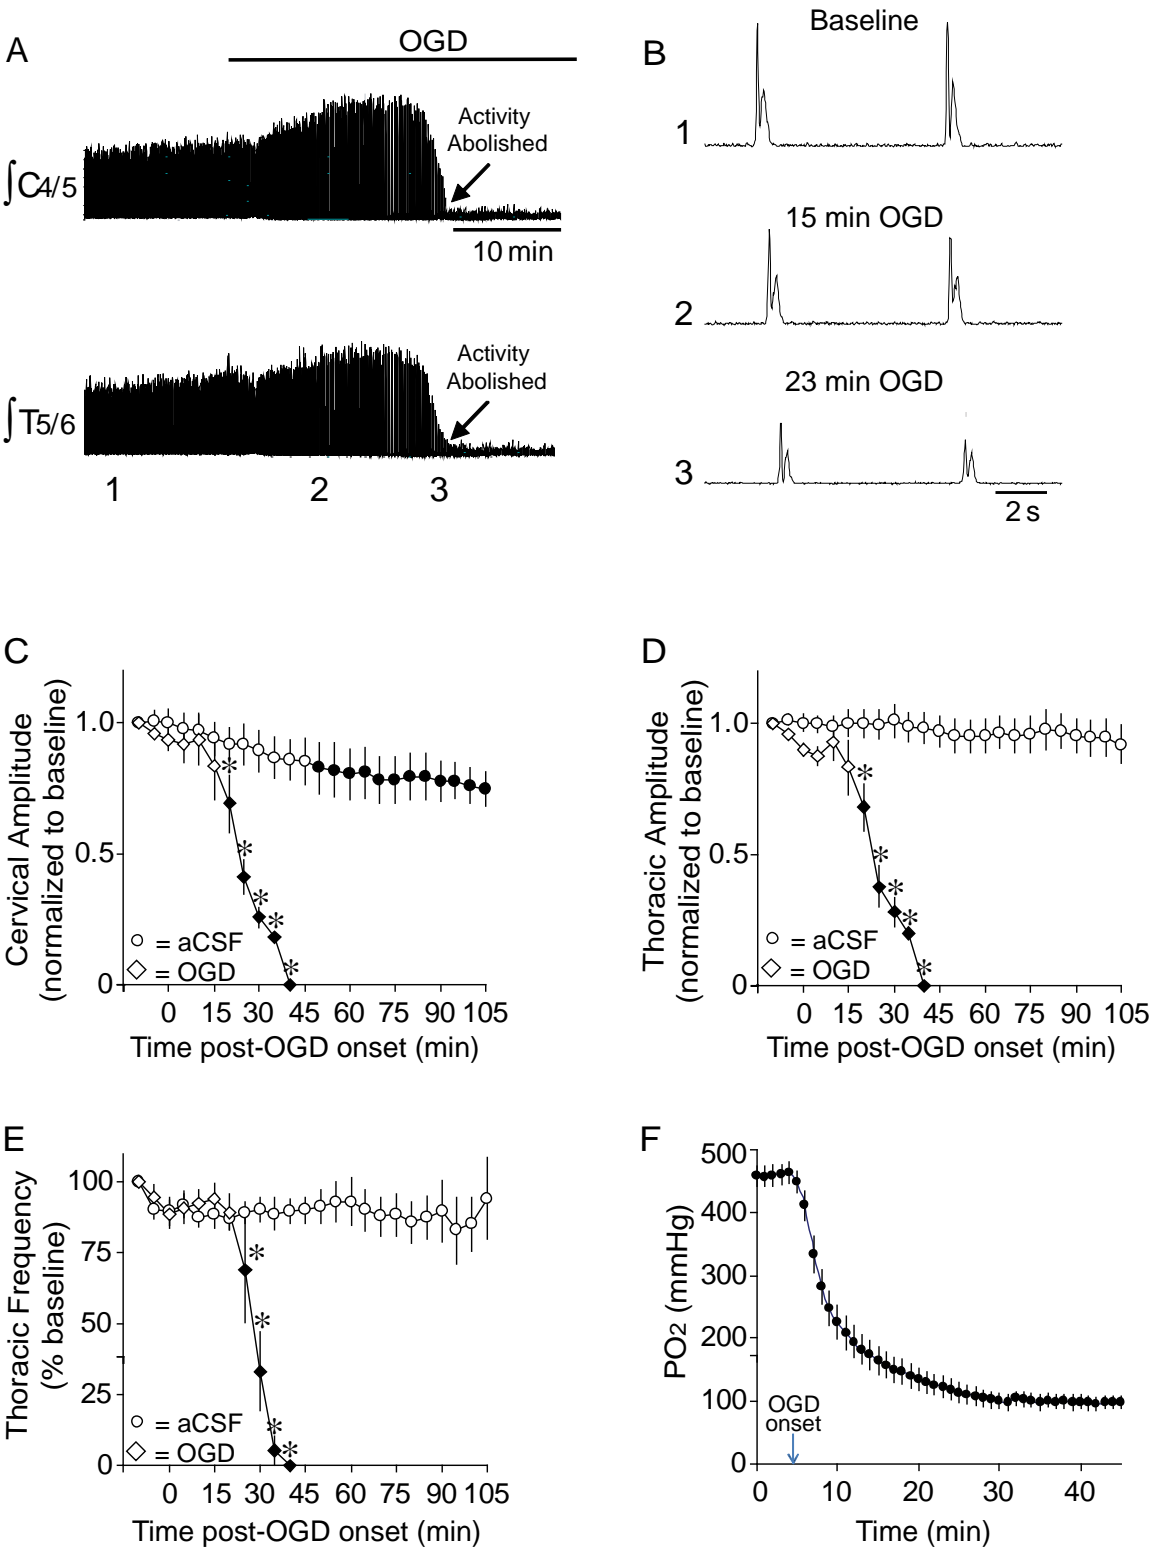 A
OGD
∫C4/5
Activity
Abolished
10 min
∫T5/6
Activity
Abolished
1
2
3
B
Baseline
1
15 min OGD
2
23 min OGD
3
2 s
C
Cervical Amplitude
(normalized to baseline)
1.0
0.5
0
*
*
*
*
*
= aCSF
= OGD
0 15 30 45 60 75 90 105
Time post-OGD onset (min)
D
Thoracic Amplitude
(normalized to baseline)
1.0
0.5
0
*
*
*
*
*
= aCSF
= OGD
0 15 30 45 60 75 90 105
Time post-OGD onset (min)
E
Thoracic Frequency
(% baseline)
100
75
50
25
0
*
*
*
*
= aCSF
= OGD
0 15 30 45 60 75 90 105
Time post-OGD onset (min)
F
PO2 (mmHg)
500
400
300
200
100
0
OGD
onset
0 10 20 30 40
Time (min)